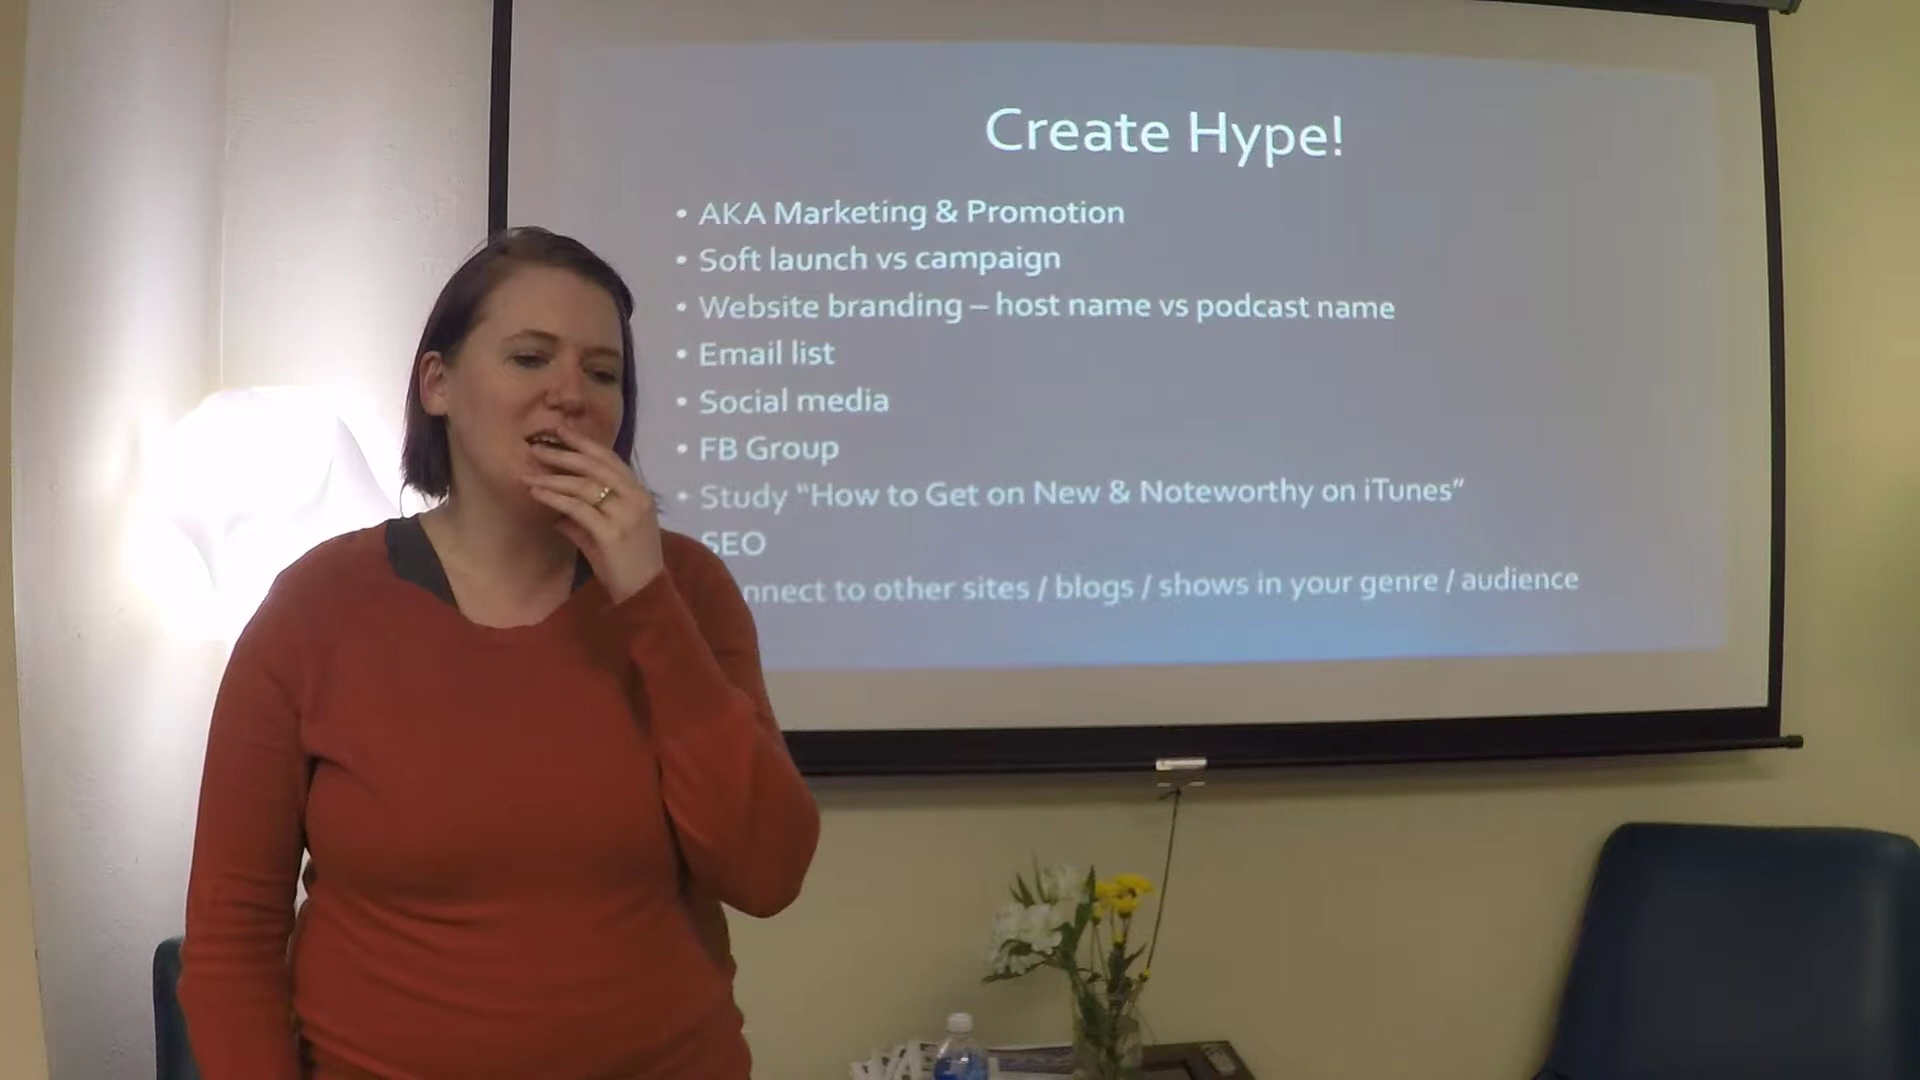 Create Hype!
• AKA Marketing & Promotion
• Soft launch vs campaign
• Website branding – host name vs podcast name
• Email list
• Social media
• FB Group
• Study “How to Get on New & Noteworthy on iTunes”
SEO
nnect to other sites / blogs / shows in your genre / audience